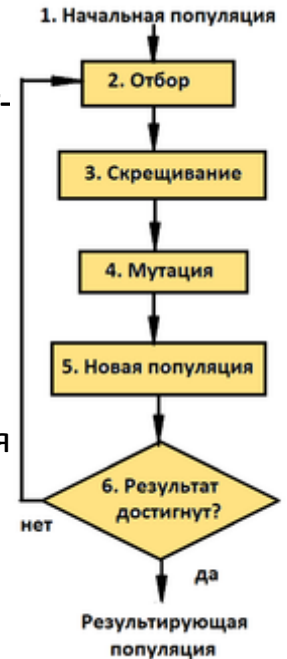 1. Начальная популяция
2. Отбор
-
3. Скрещивание
4. Мутация
5. Новая популяция
я
6. Результат
достигнут?
нет
да
Результирующая
популяция